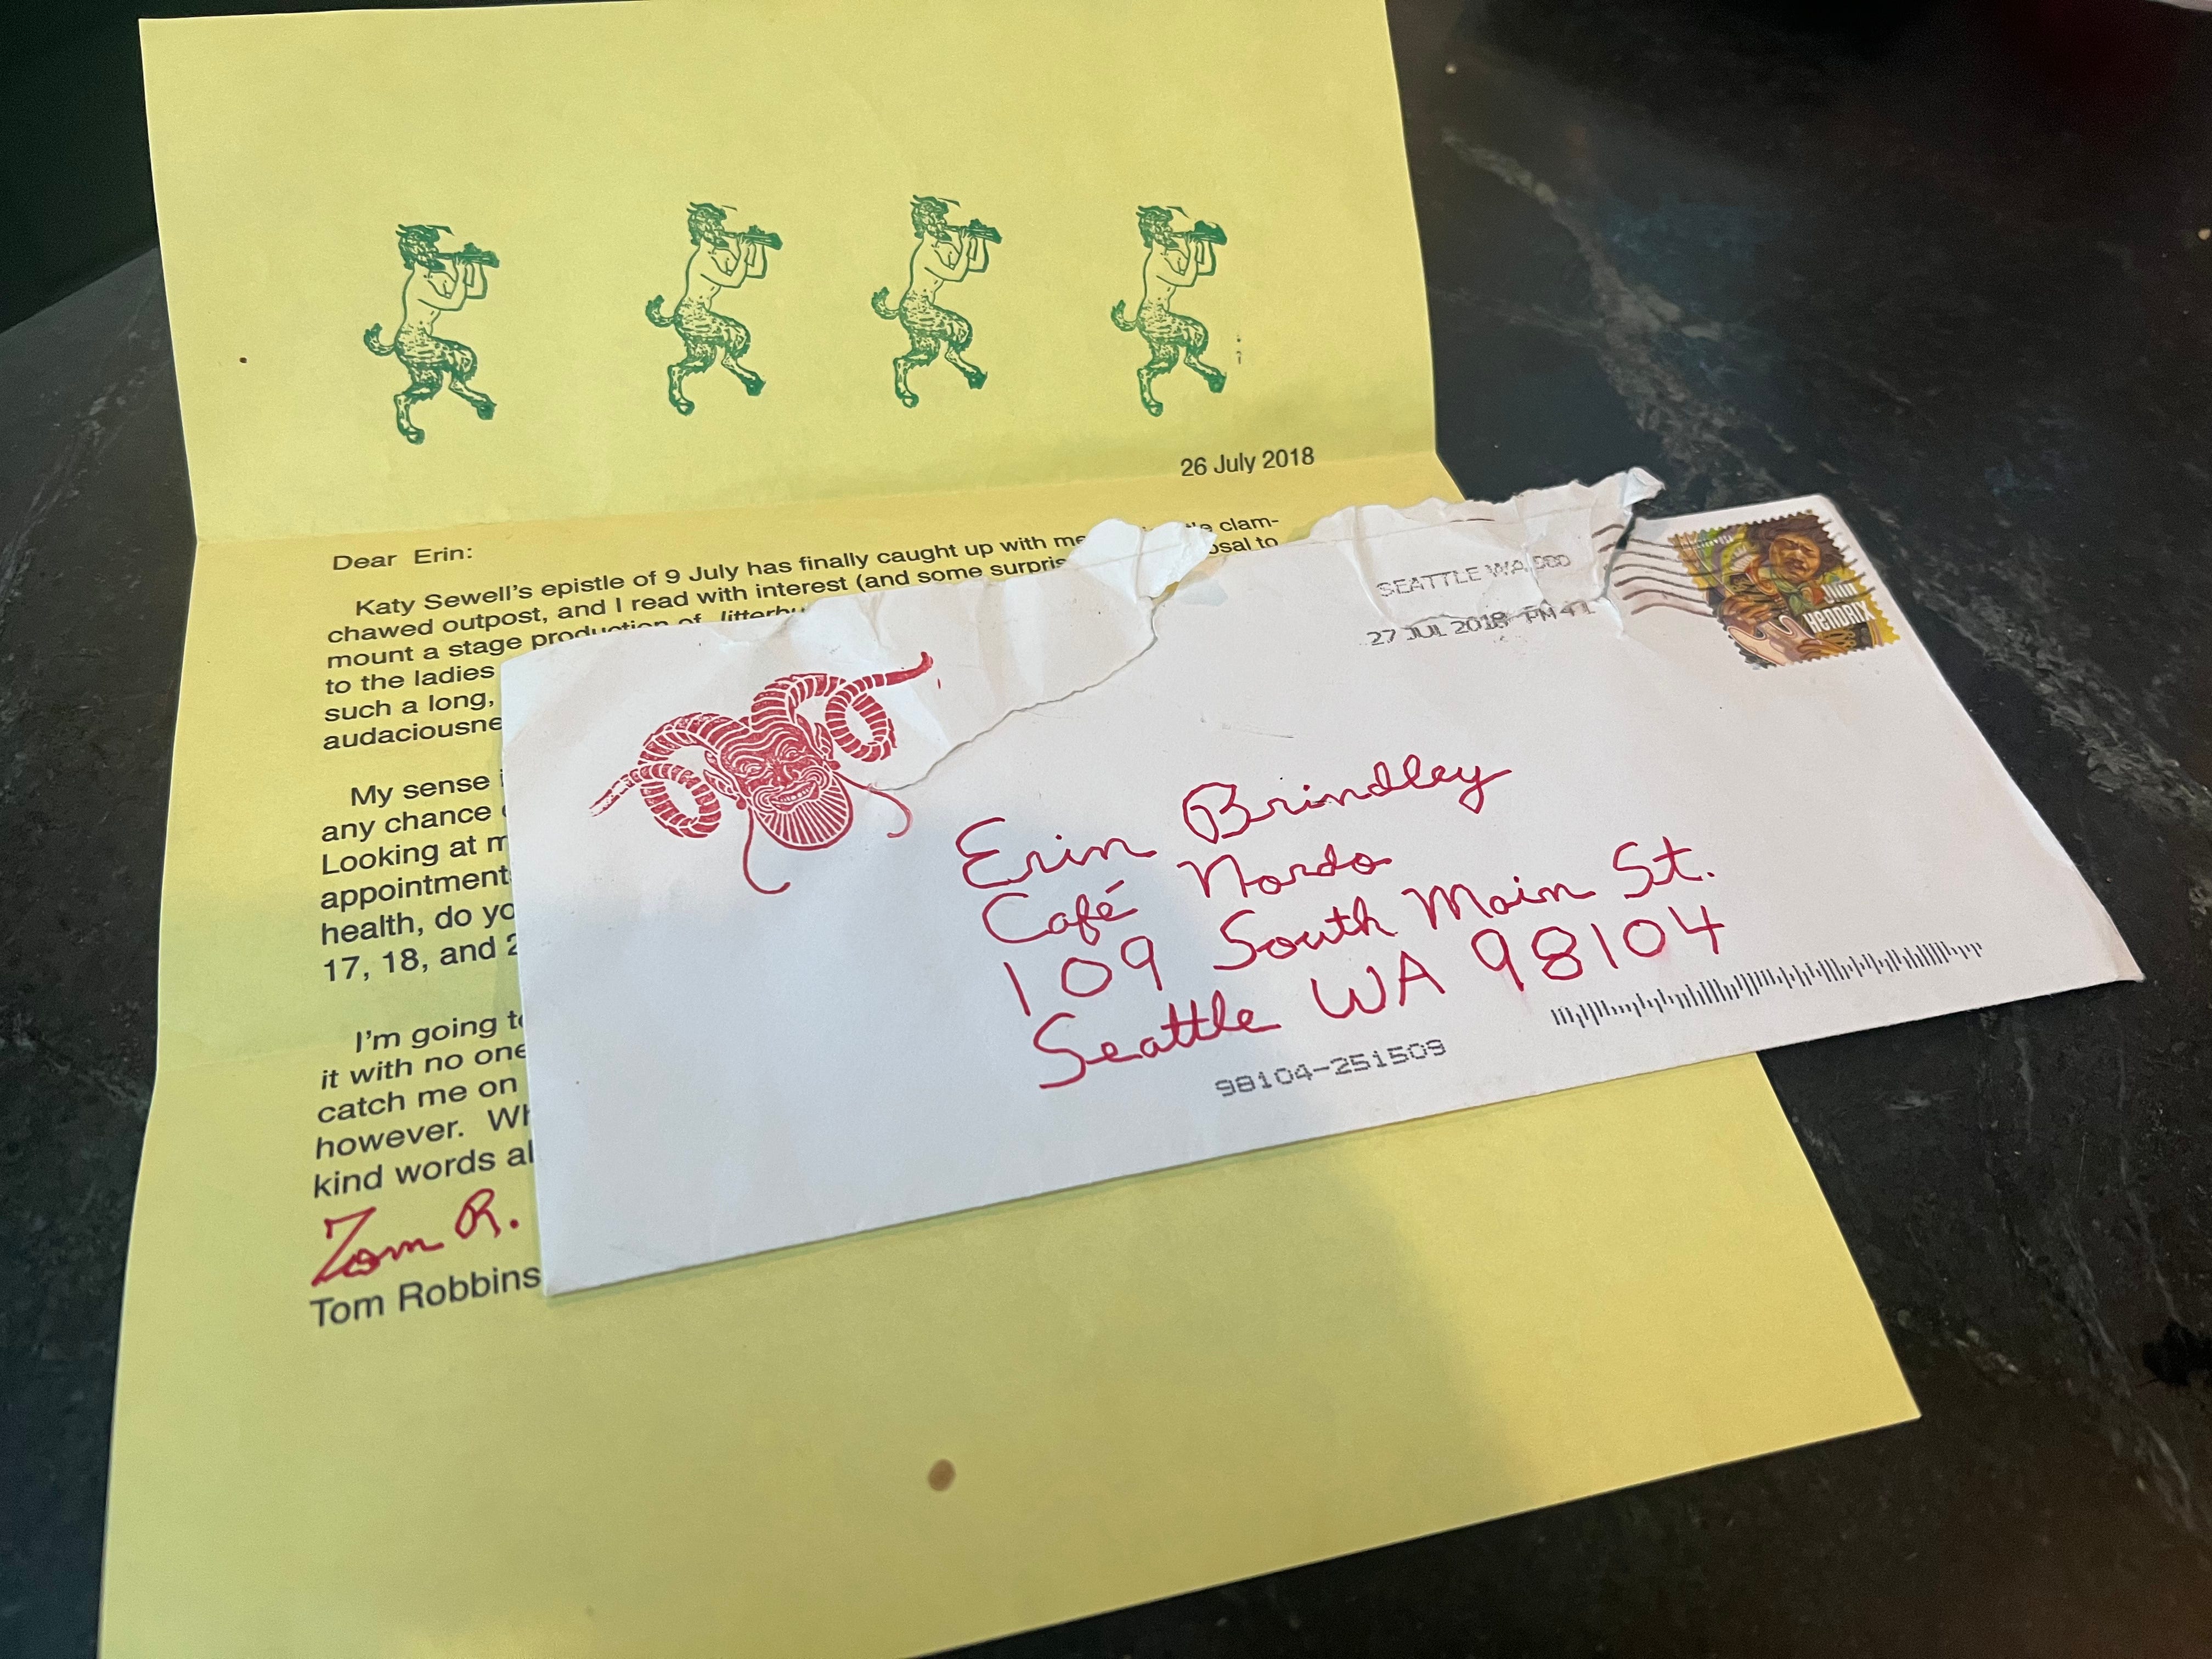 26 July 2018
Dear Erin:
Katy Sewell's epistle of 9 July has finally caught up with me clam-
chawed outpost, and I read with interest (and some to
mount a stage production of
to the ladies
such a long,
My sense
any chance
Looking at
health, do
17, 18, and
I'm going
it with no one
catch me on
however.
kind words
Tom R.
Tom Robbins
SEATTLE WA
27 JUL 2018 PM 4
JIMI
HENDRIX
Erin Brindley
Café Nordo
109 South Main St.
Seattle WA 98104
98104-251509